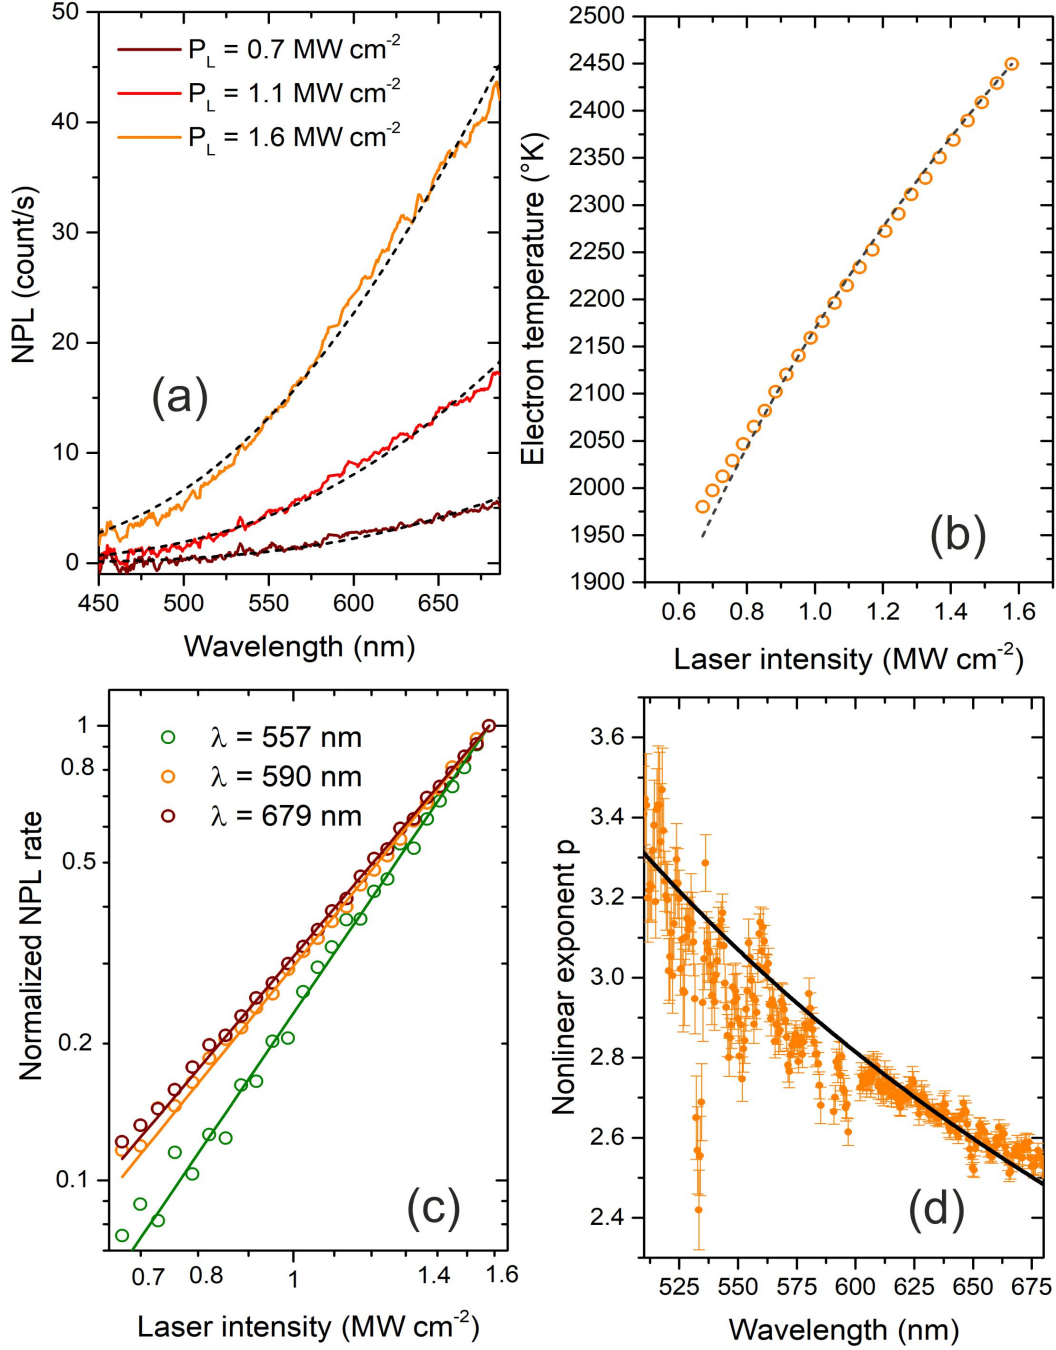 50
40
30
20
10
0
NPL (count/s)
P_L = 0.7 MW cm⁻²
P_L = 1.1 MW cm⁻²
P_L = 1.6 MW cm⁻²
(a)
450 500 550 600 650
Wavelength (nm)
2500
2450
2400
2350
2300
2250
2200
2150
2100
2050
2000
1950
1900
Electron temperature (°K)
(b)
0.6 0.8 1.0 1.2 1.4 1.6
Laser intensity (MW cm⁻²)
1
0.8
0.5
0.2
0.1
Normalized NPL rate
λ = 557 nm
λ = 590 nm
λ = 679 nm
(c)
0.7 0.8 1 1.4 1.6
Laser intensity (MW cm⁻²)
3.6
3.4
3.2
3.0
2.8
2.6
2.4
Nonlinear exponent p
(d)
525 550 575 600 625 650 675
Wavelength (nm)